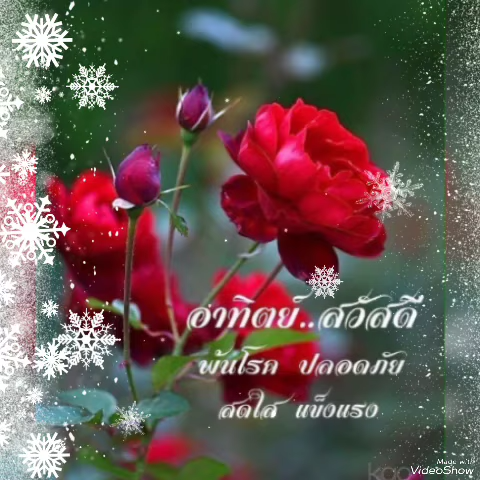 อาทิตย์..สวัสดี
พ้นโรค ปลอดภัย
สดใส แข็งแรง
Made with
VideoShow